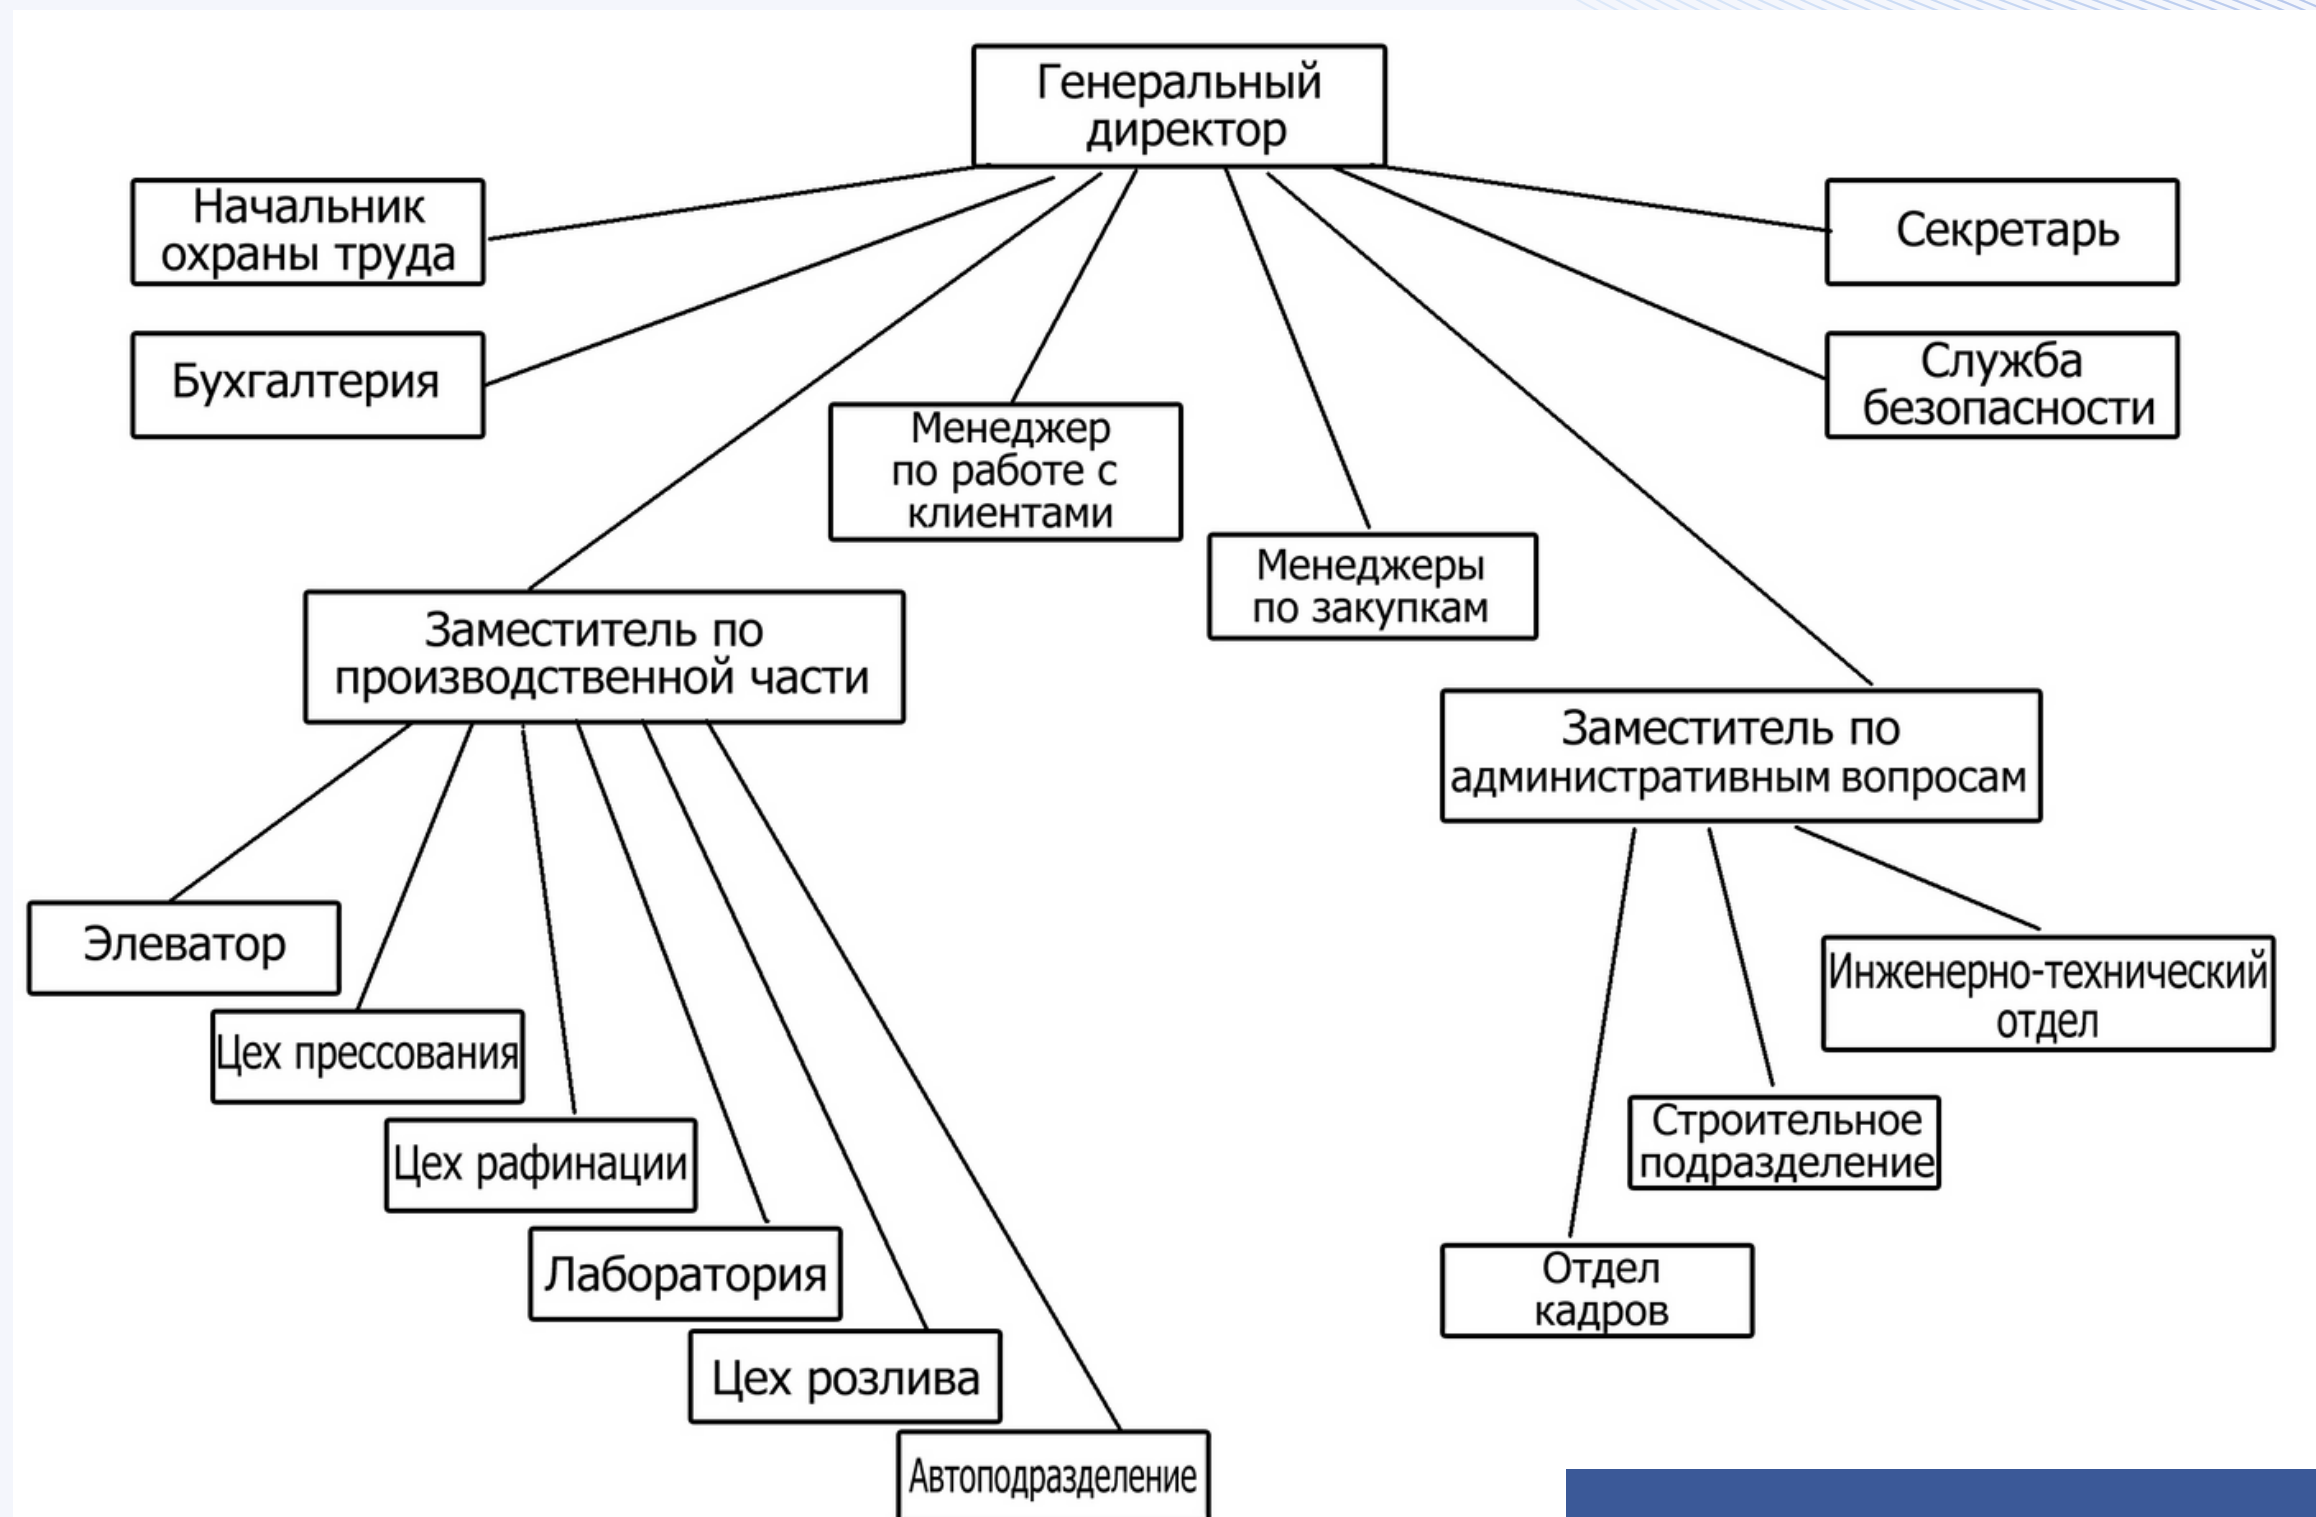 Генеральный
директор
Начальник
охраны труда
Секретарь
Бухгалтерия
Служба
безопасности
Менеджер
по работе с
клиентами
Менеджеры
по закупкам
Заместитель по
производственной части
Заместитель по
административным вопросам
Элеватор
Цех прессования
Цех рафинации
Лаборатория
Цех розлива
Автоподразделение
Инженерно-технический
отдел
Строительное
подразделение
Отдел
кадров